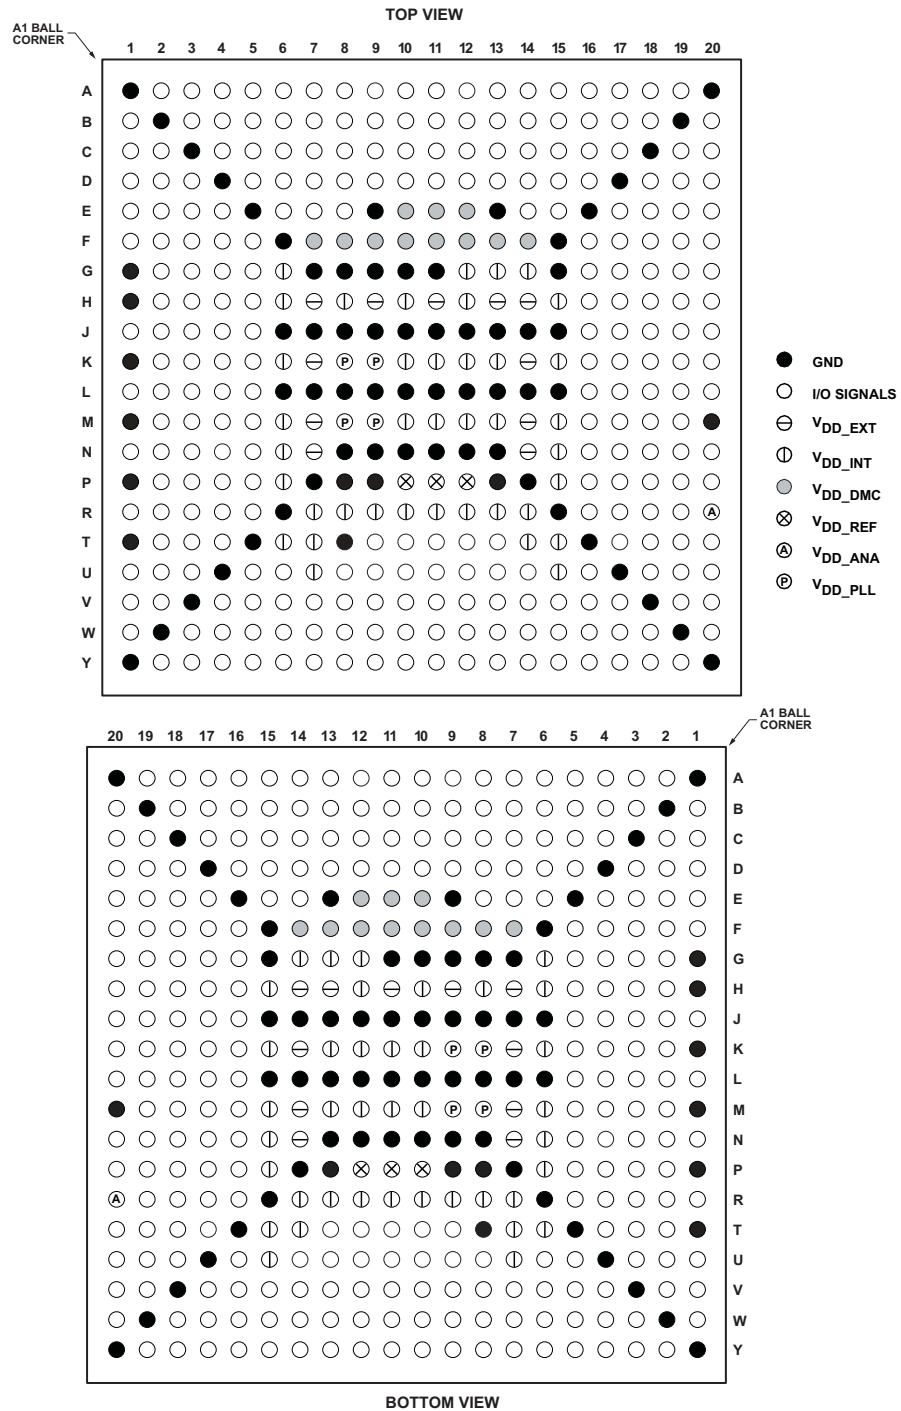 TOP VIEW
A1 BALL
CORNER
1 2 3 4 5 6 7 8 9 10 11 12 13 14 15 16 17 18 19 20
A
B
C
D
E
F
G
H
J
K P P
L
M P P
N
P
R A
T
U
V
W
Y
GND
I/O SIGNALS
VDD_EXT
VDD_INT
VDD_DMC
VDD_REF
A VDD_ANA
P VDD_PLL
A1 BALL
CORNER
20 19 18 17 16 15 14 13 12 11 10 9 8 7 6 5 4 3 2 1
A
B
C
D
E
F
G
H
J
P P K
L
P P M
N
P
A R
T
U
V
W
Y
BOTTOM VIEW